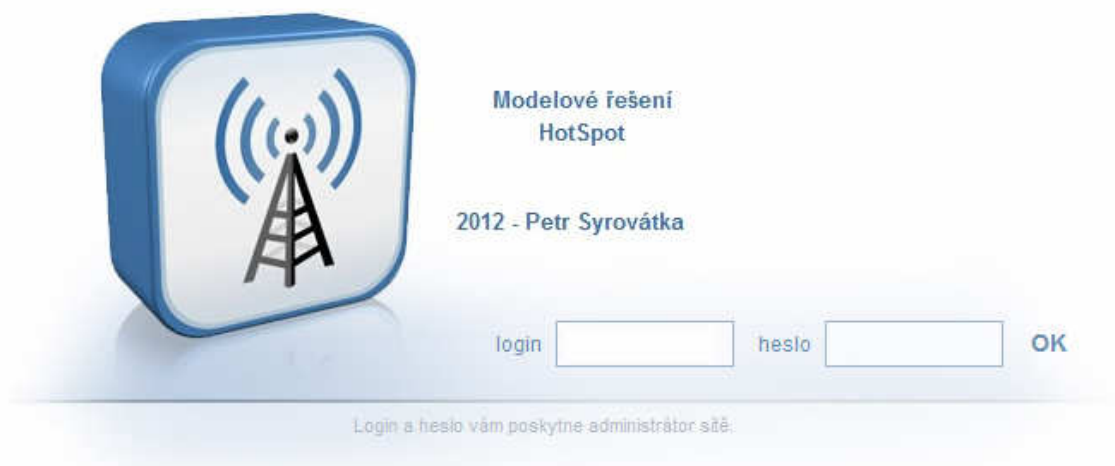 Modelové řešení
HotSpot
2012 - Petr Syrovátka
login heslo OK
Login a heslo vám poskytne administrátor sítě.